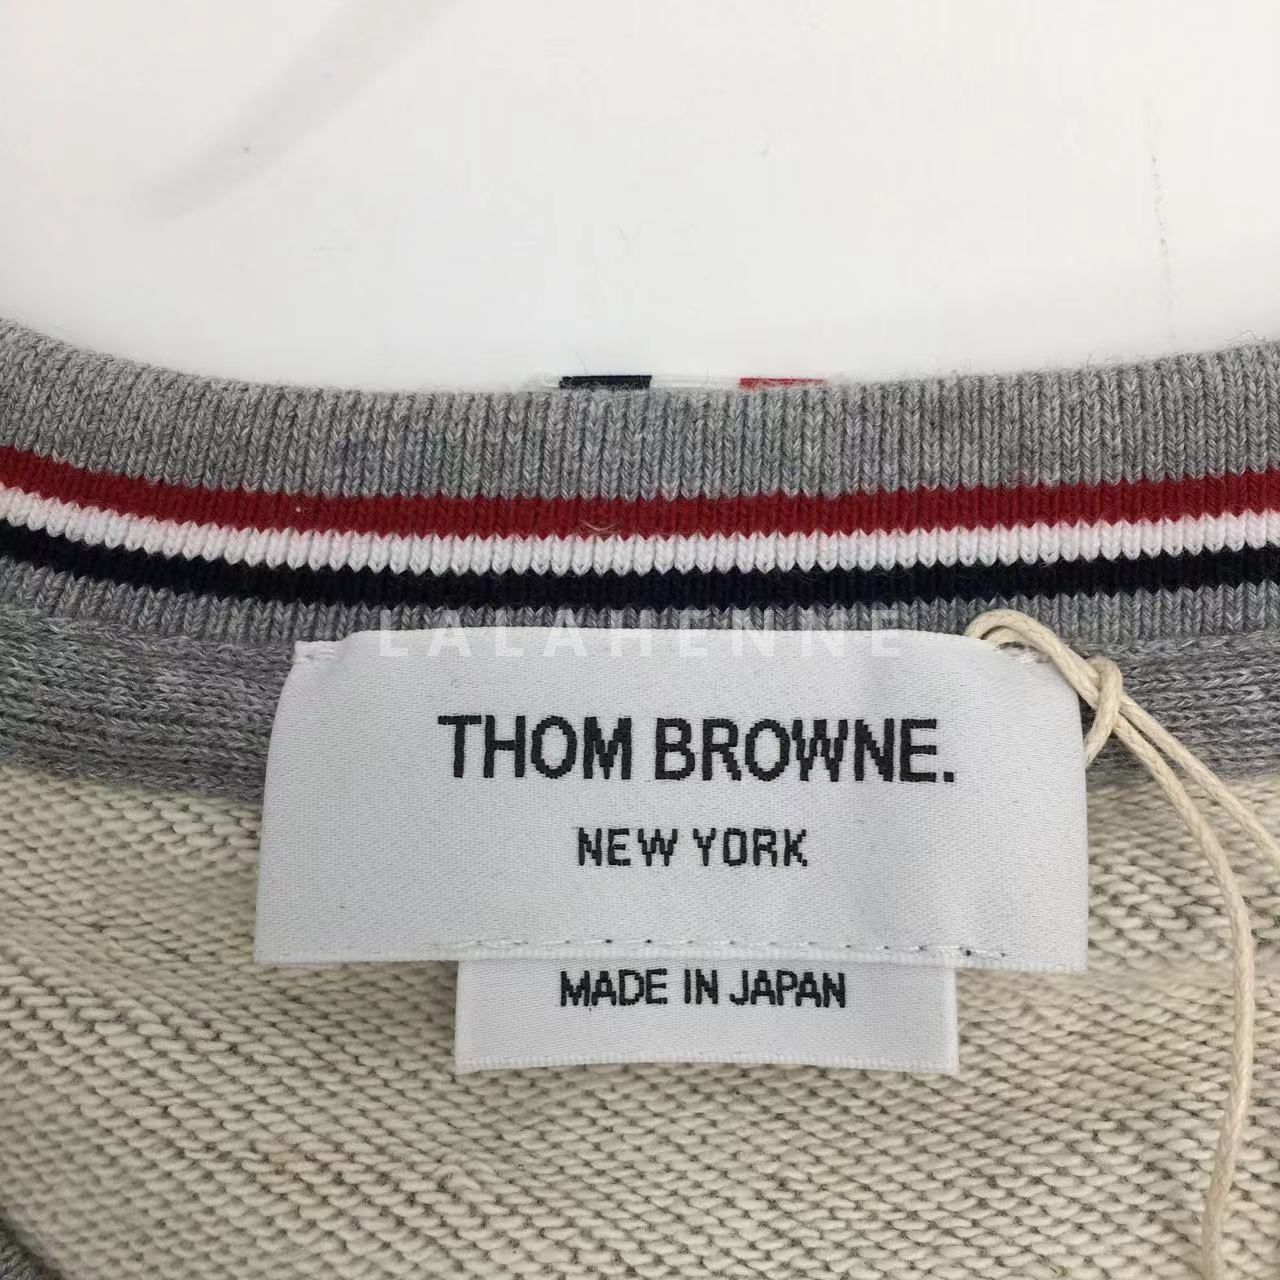 LALAHENNE
THOM BROWNE.
NEW YORK
MADE IN JAPAN